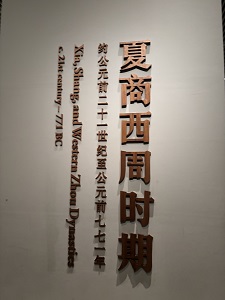 夏商西周时期
约公元前二十一世纪至公元前七七一年
Xia, Shang, and Western Zhou Dynasties
c. 21st century—771 BC